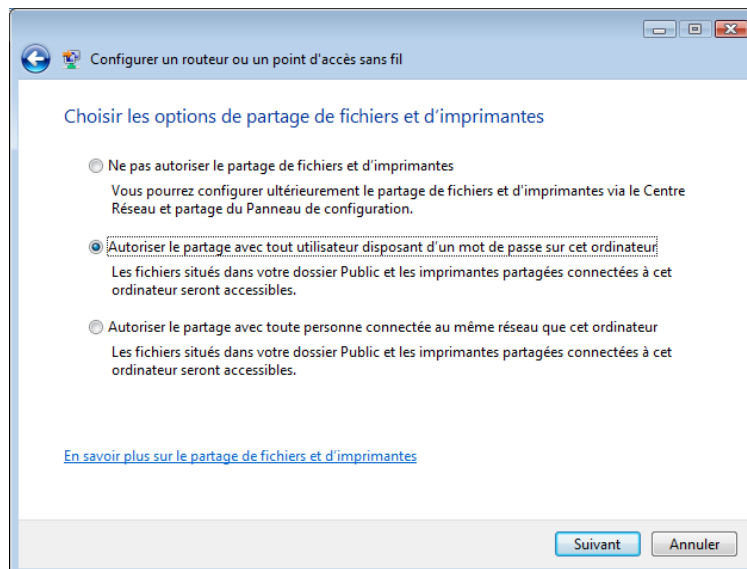 Configurer un routeur ou un point d'accès sans fil
Choisir les options de partage de fichiers et d'imprimantes
Ne pas autoriser le partage de fichiers et d'imprimantes
Vous pourrez configurer ultérieurement le partage de fichiers et d'imprimantes via le Centre
Réseau et partage du Panneau de configuration.
Autoriser le partage avec tout utilisateur disposant d'un mot de passe sur cet ordinateur
Les fichiers situés dans votre dossier Public et les imprimantes partagées connectées à cet
ordinateur seront accessibles.
Autoriser le partage avec toute personne connectée au même réseau que cet ordinateur
Les fichiers situés dans votre dossier Public et les imprimantes partagées connectées à cet
ordinateur seront accessibles.
En savoir plus sur le partage de fichiers et d'imprimantes
Suivant
Annuler